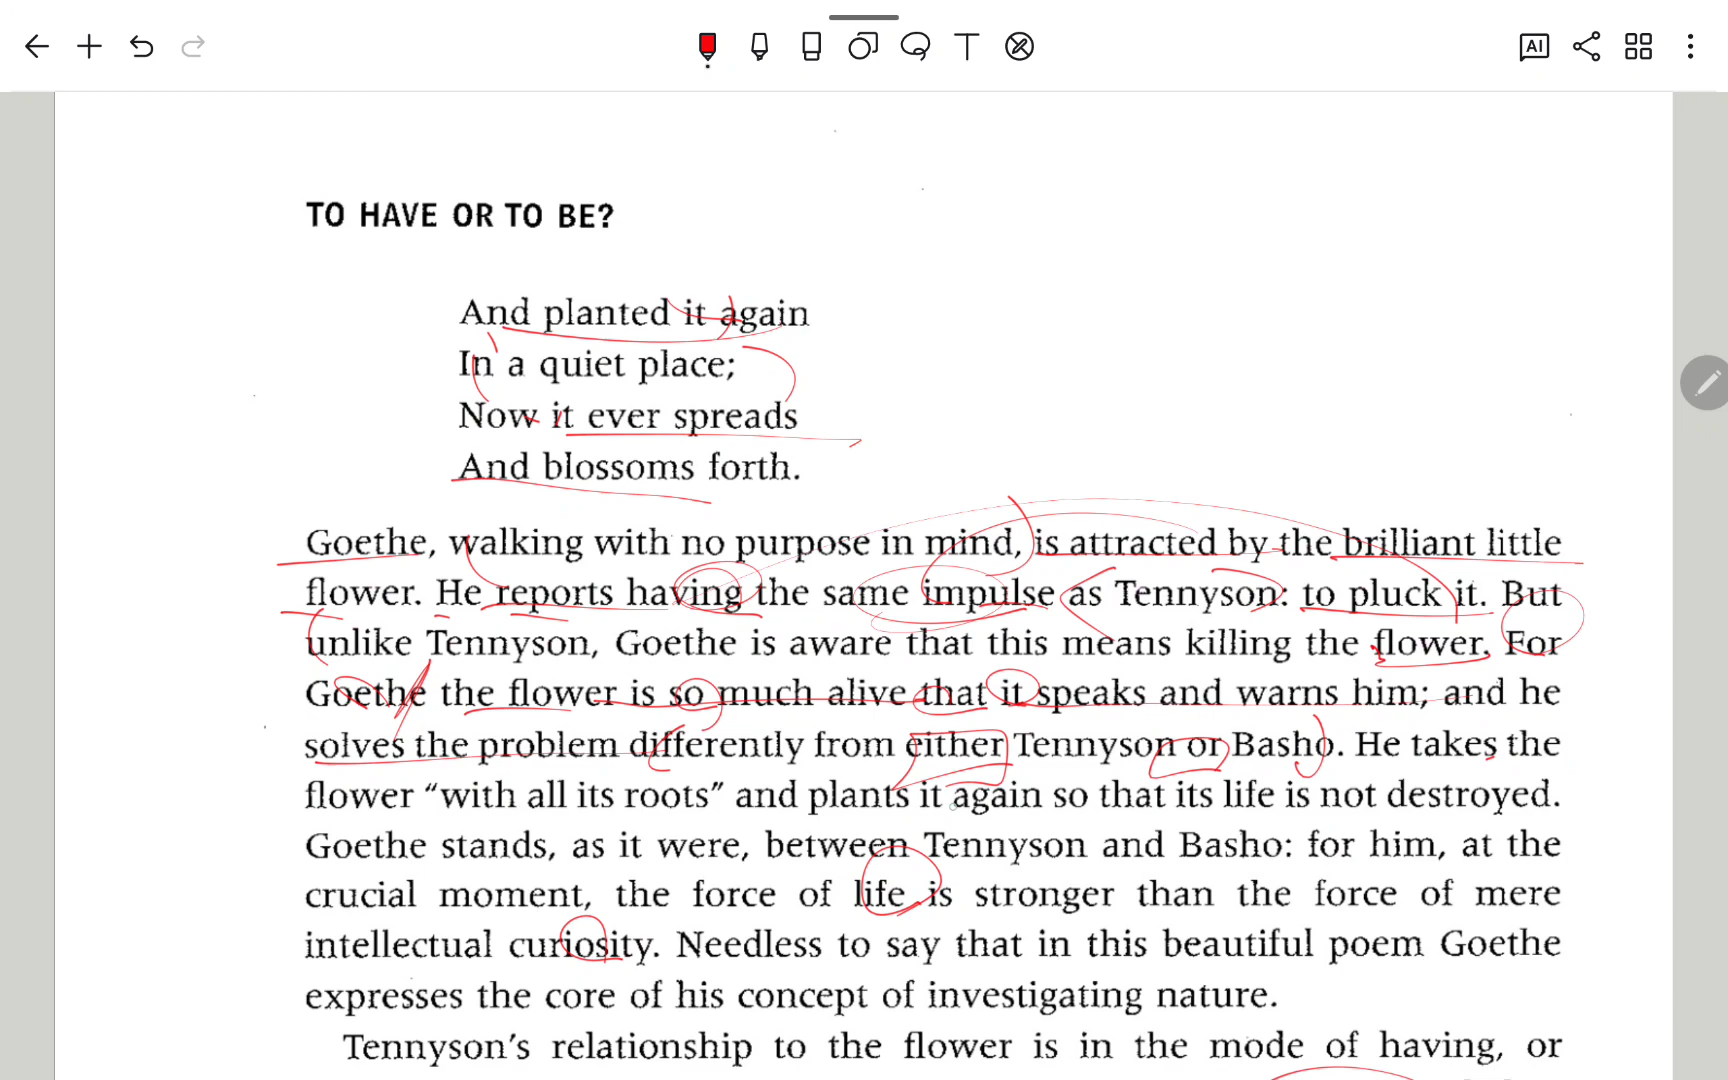 AI
T
TO HAVE OR TO BE?
And planted it again
In a quiet place;
Now it ever spreads
And blossoms forth.
Goethe, walking with no purpose in mind, is attracted by the brilliant little
flower. He reports having the same impulse as Tennyson: to pluck it. But
unlike Tennyson, Goethe is aware that this means killing the flower. For
Goethe the flower is so much alive that it speaks and warns him; and he
solves the problem differently from either Tennyson or Basho. He takes the
flower “with all its roots” and plants it again so that its life is not destroyed.
Goethe stands, as it were, between Tennyson and Basho: for him, at the
crucial moment, the force of life is stronger than the force of mere
intellectual curiosity. Needless to say that in this beautiful poem Goethe
expresses the core of his concept of investigating nature.
Tennyson’s relationship to the flower is in the mode of having, or